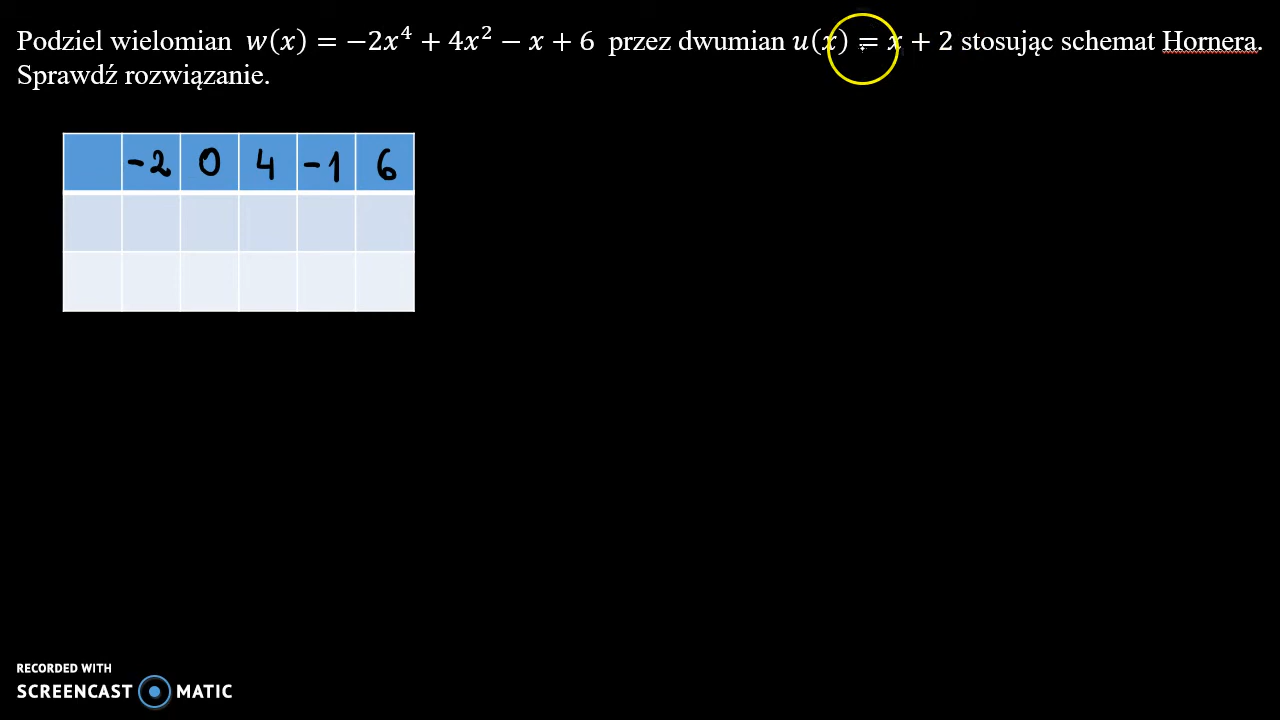 Podziel wielomian w(x) = −2x⁴ + 4x² − x + 6 przez dwumian u(x) = x + 2 stosując schemat Hornera.
Sprawdź rozwiązanie.
-2 0 4 -1 6
RECORDED WITH
SCREENCAST MATIC